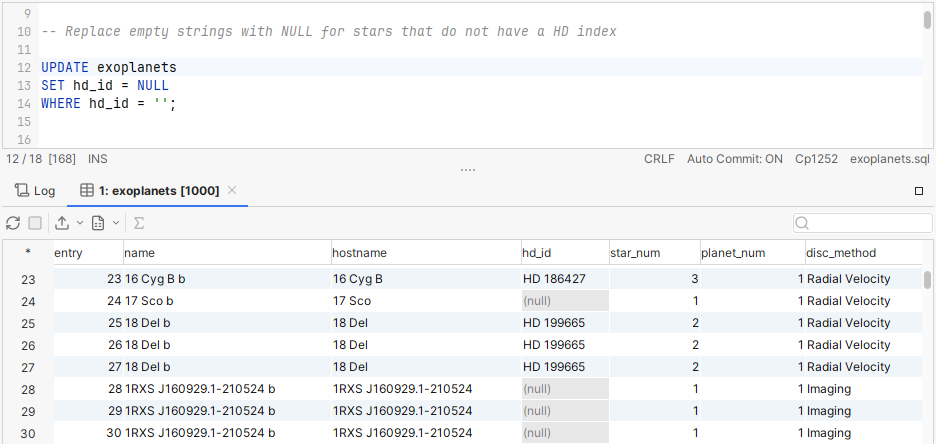 9
10 -- Replace empty strings with NULL for stars that do not have a HD index
11
12 UPDATE exoplanets
13 SET hd_id = NULL
14 WHERE hd_id = '';
15
16
12 / 18 [168] INS CRLF Auto Commit: ON Cp1252 exoplanets.sql
Log 1: exoplanets [1000]
* entry name hostname hd_id star_num planet_num disc_method
23 23 16 Cyg B b 16 Cyg B HD 186427 3 1 Radial Velocity
24 24 17 Sco b 17 Sco (null) 1 1 Radial Velocity
25 25 18 Del b 18 Del HD 199665 2 1 Radial Velocity
26 26 18 Del b 18 Del HD 199665 2 1 Radial Velocity
27 27 18 Del b 18 Del HD 199665 2 1 Radial Velocity
28 28 1RXS J160929.1-210524 b 1RXS J160929.1-210524 (null) 1 1 Imaging
29 29 1RXS J160929.1-210524 b 1RXS J160929.1-210524 (null) 1 1 Imaging
30 30 1RXS J160929.1-210524 b 1RXS J160929.1-210524 (null) 1 1 Imaging